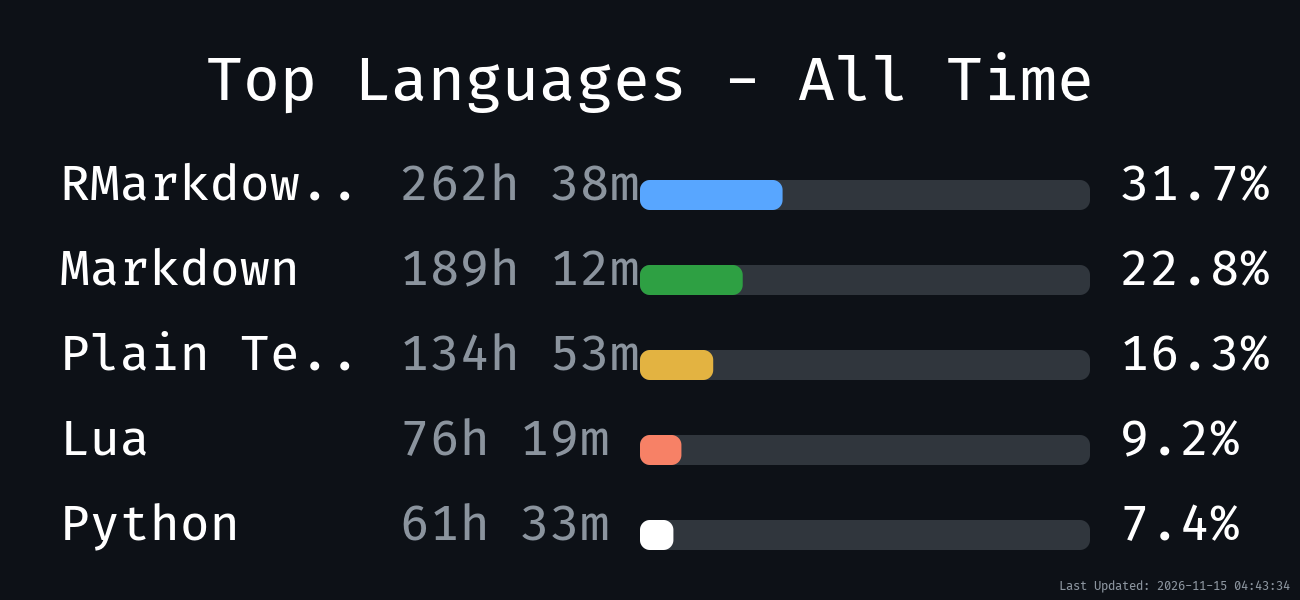 Top Languages - All Time
RMarkdow.. 262h 38m 31.7%
Markdown 189h 12m 22.8%
Plain Te.. 134h 53m 16.3%
Lua 76h 19m 9.2%
Python 61h 33m 7.4%
Last Updated: 2026-11-15 04:43:34